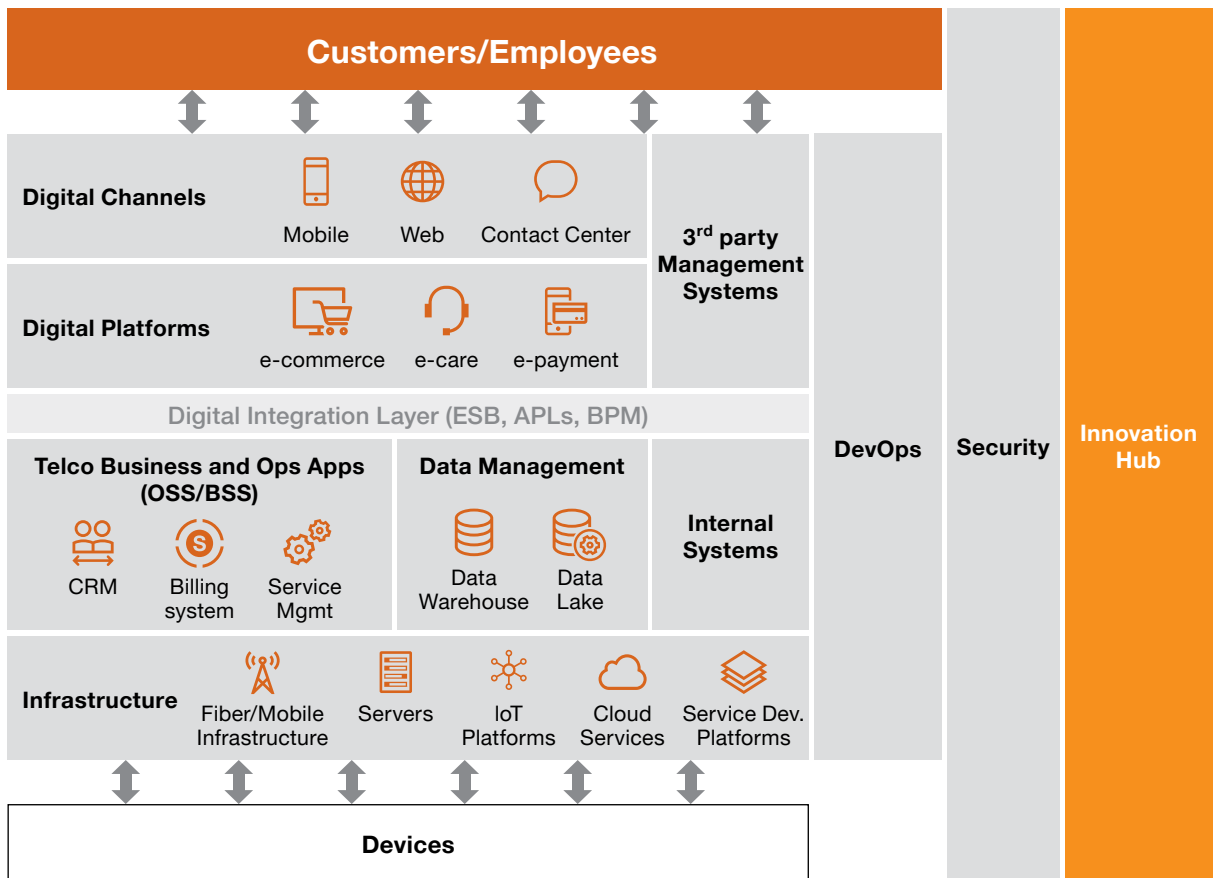 Customers/Employees
Digital Channels
Mobile
Web
Contact Center
3rd party
Management
Systems
Digital Platforms
e-commerce
e-care
e-payment
Digital Integration Layer (ESB, APLs, BPM)
Telco Business and Ops Apps
(OSS/BSS)
CRM
Billing
system
Service
Mgmt
Data Management
Data
Warehouse
Data
Lake
Internal
Systems
Infrastructure
Fiber/Mobile
Infrastructure
Servers
IoT
Platforms
Cloud
Services
Service Dev.
Platforms
Devices
DevOps
Security
Innovation
Hub